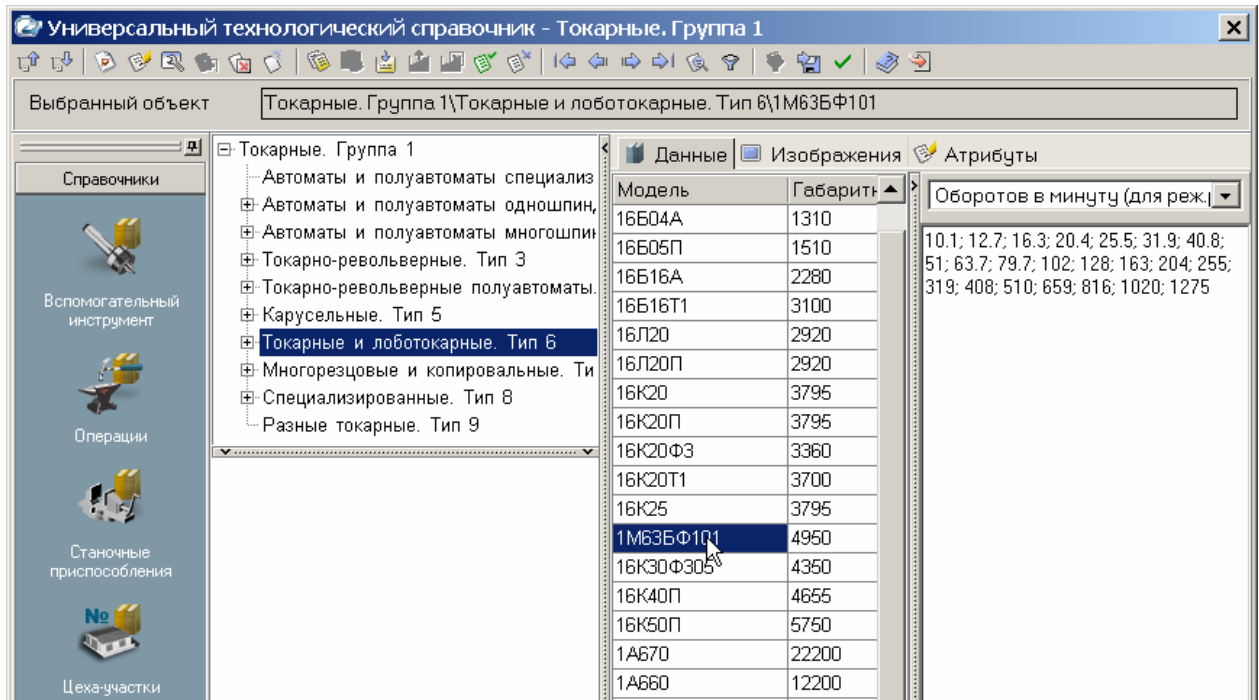 Универсальный технологический справочник - Токарные. Группа 1
Выбранный объект
Токарные. Группа 1\Токарные и лоботокарные. Тип 6\1М63БФ101
Справочники
Вспомогательный
инструмент
Операции
Станочные
приспособления
№
Цеха-участки
Токарные. Группа 1
Автоматы и полуавтоматы специализ
Автоматы и полуавтоматы одношпин,
Автоматы и полуавтоматы многошпин
Токарно-револьверные. Тип 3
Токарно-револьверные полуавтоматы.
Карусельные. Тип 5
Токарные и лоботокарные. Тип 6
Многорезцовые и копировальные. Ти
Специализированные. Тип 8
Разные токарные. Тип 9
Данные
Изображения
Атрибуты
Модель Габаритн
16Б04А 1310
16Б05П 1510
16Б16А 2280
16Б16Т1 3100
16Л20 2920
16Л20П 2920
16К20 3795
16К20П 3795
16К20Ф3 3360
16К20Т1 3700
16К25 3795
1М63БФ101 4950
16К30Ф305 4350
16К40П 4655
16К50П 5750
1А670 22200
1А660 12200
Оборотов в минуту (для реж.р
10.1; 12.7; 16.3; 20.4; 25.5; 31.9; 40.8;
51; 63.7; 79.7; 102; 128; 163; 204; 255;
319; 408; 510; 659; 816; 1020; 1275